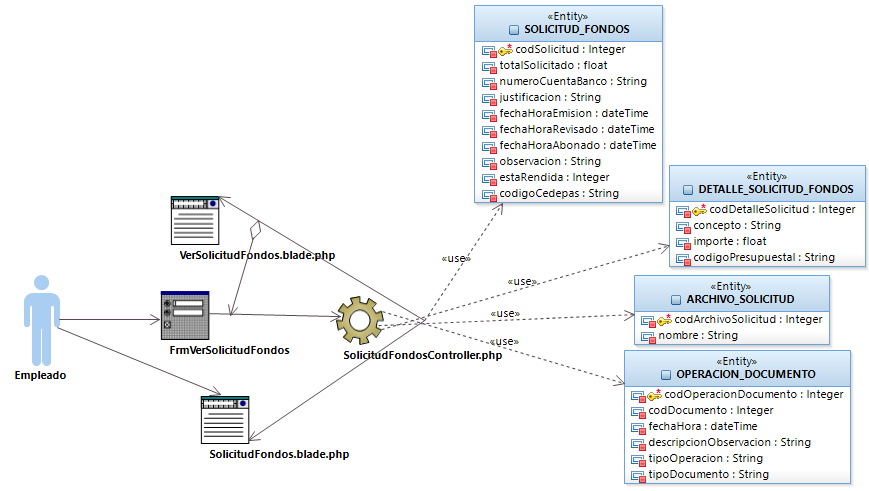 «Entity»
SOLICITUD_FONDOS
codSolicitud : Integer
totalSolicitado : float
numeroCuentaBanco : String
justificacion : String
fechaHoraEmision : dateTime
fechaHoraRevisado : dateTime
fechaHoraAbonado : dateTime
observacion : String
estaRendida : Integer
codigoCedepas : String
«Entity»
DETALLE_SOLICITUD_FONDOS
codDetalleSolicitud : Integer
concepto : String
importe : float
codigoPresupuestal : String
«Entity»
ARCHIVO_SOLICITUD
codArchivoSolicitud : Integer
nombre : String
«Entity»
OPERACION_DOCUMENTO
codOperacionDocumento : Integer
codDocumento : Integer
fechaHora : dateTime
descripcionObservacion : String
tipoOperacion : String
tipoDocumento : String
«use»
«use»
«use»
«use»
VerSolicitudFondos.blade.php
FrmVerSolicitudFondos
SolicitudFondosController.php
Empleado
SolicitudFondos.blade.php